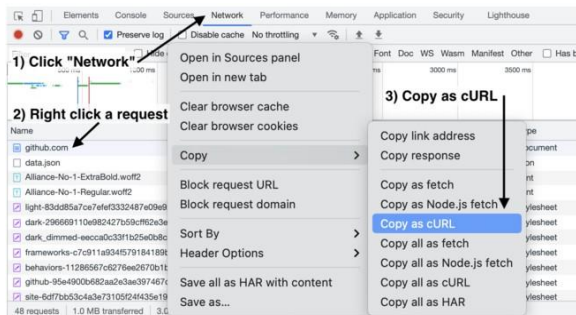 Elements Console Sources Network Performance Memory Application Security Lighthouse
Preserve log Disable cache No throttling
1) Click "Network"
Font Doc WS Wasm Manifest Other Has b
3000 ms 3500 ms
2) Right click a request
3) Copy as cURL
Name
github.com
data.json
Alliance-No-1-ExtraBold.woff2
Alliance-No-1-Regular.woff2
light-83dd85a7ce7efef3332487e09e9
dark-296669110e982427b59cff62e3e
dark_dimmed-eecca0c33f1b25e0b8c
frameworks-c7c911a934f579184189b
behaviors-11286567c6276ee2670b1b
github-95e4900b682aa2e3ae397467c
site-6df7bb53c4a3e73105f24f435e19
48 requests 1.0 MB transferred
Open in Sources panel
Open in new tab
Clear browser cache
Clear browser cookies
Copy
Block request URL
Block request domain
Sort By
Header Options
Save all as HAR with content
Save as...
Copy link address
Copy response
Copy as fetch
Copy as Node.js fetch
Copy as cURL
Copy all as fetch
Copy all as Node.js fetch
Copy all as cURL
Copy all as HAR